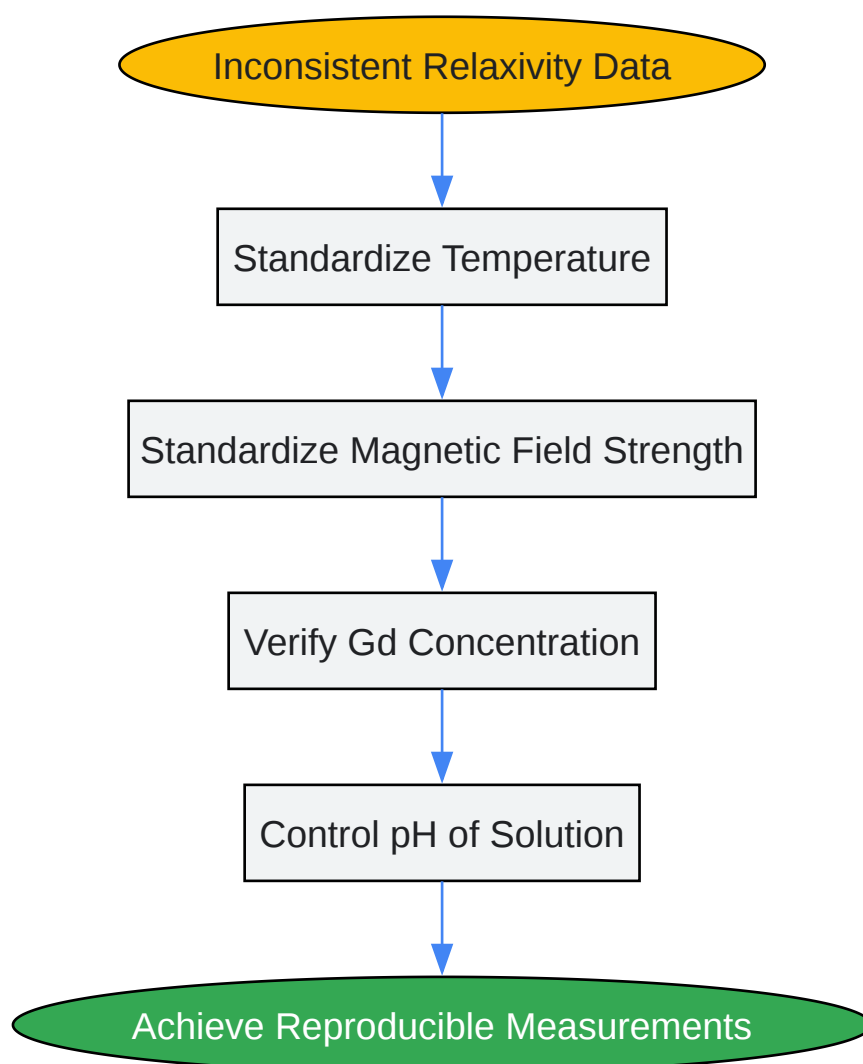 Inconsistent Relaxivity Data
Standardize Temperature
Standardize Magnetic Field Strength
Verify Gd Concentration
Control pH of Solution
Achieve Reproducible Measurements